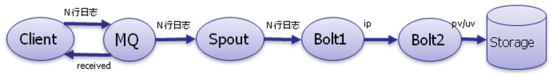 N行日志
Client
received
MQ
N行日志
Spout
N行日志
Bolt1
ip
Bolt2
pv/uv
Storage